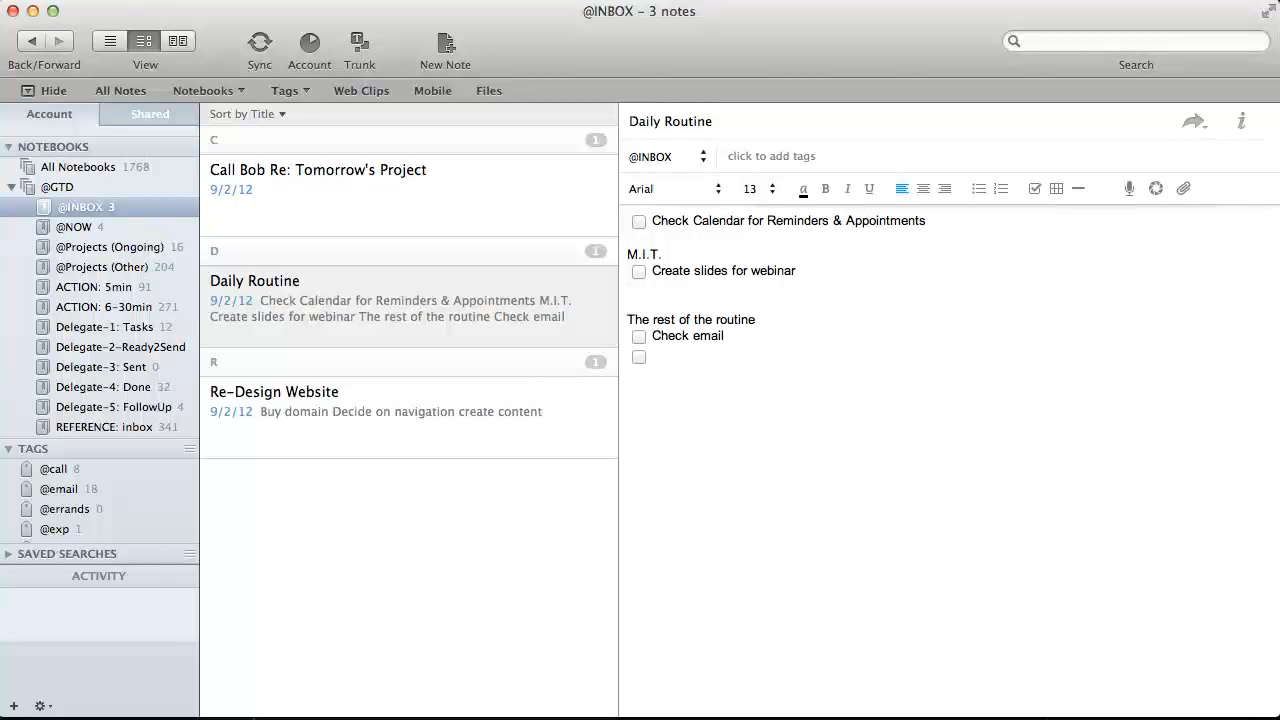 @INBOX – 3 notes
Back/Forward
View
Sync
Account
Trunk
New Note
Search
Hide
All Notes
Notebooks
Tags
Web Clips
Mobile
Files
Account
Shared
NOTEBOOKS
All Notebooks 1768
@GTD
@INBOX 3
@NOW 4
@Projects (Ongoing) 16
@Projects (Other) 204
ACTION: 5min 91
ACTION: 6-30min 271
Delegate-1: Tasks 12
Delegate-2-Ready2Send
Delegate-3: Sent 0
Delegate-4: Done 32
Delegate-5: FollowUp 4
REFERENCE: inbox 341
TAGS
@call 8
@email 18
@errands 0
@exp 1
SAVED SEARCHES
ACTIVITY
Sort by Title
C 1
Call Bob Re: Tomorrow's Project
9/2/12
D 1
Daily Routine
9/2/12 Check Calendar for Reminders & Appointments M.I.T.
Create slides for webinar The rest of the routine Check email
R 1
Re-Design Website
9/2/12 Buy domain Decide on navigation create content
Daily Routine
@INBOX
click to add tags
Arial
13
a B I U
Check Calendar for Reminders & Appointments
M.I.T.
Create slides for webinar
The rest of the routine
Check email